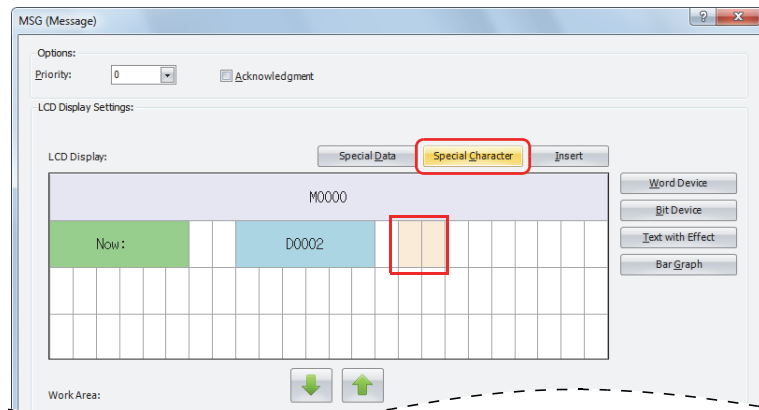 MSG (Message)
Options:
Priority: 0 Acknowledgment
LCD Display Settings:
LCD Display: Special Data Special Character Insert
M0000 Word Device
Bit Device
Now: D0002 Text with Effect
Bar Graph
Work Area: